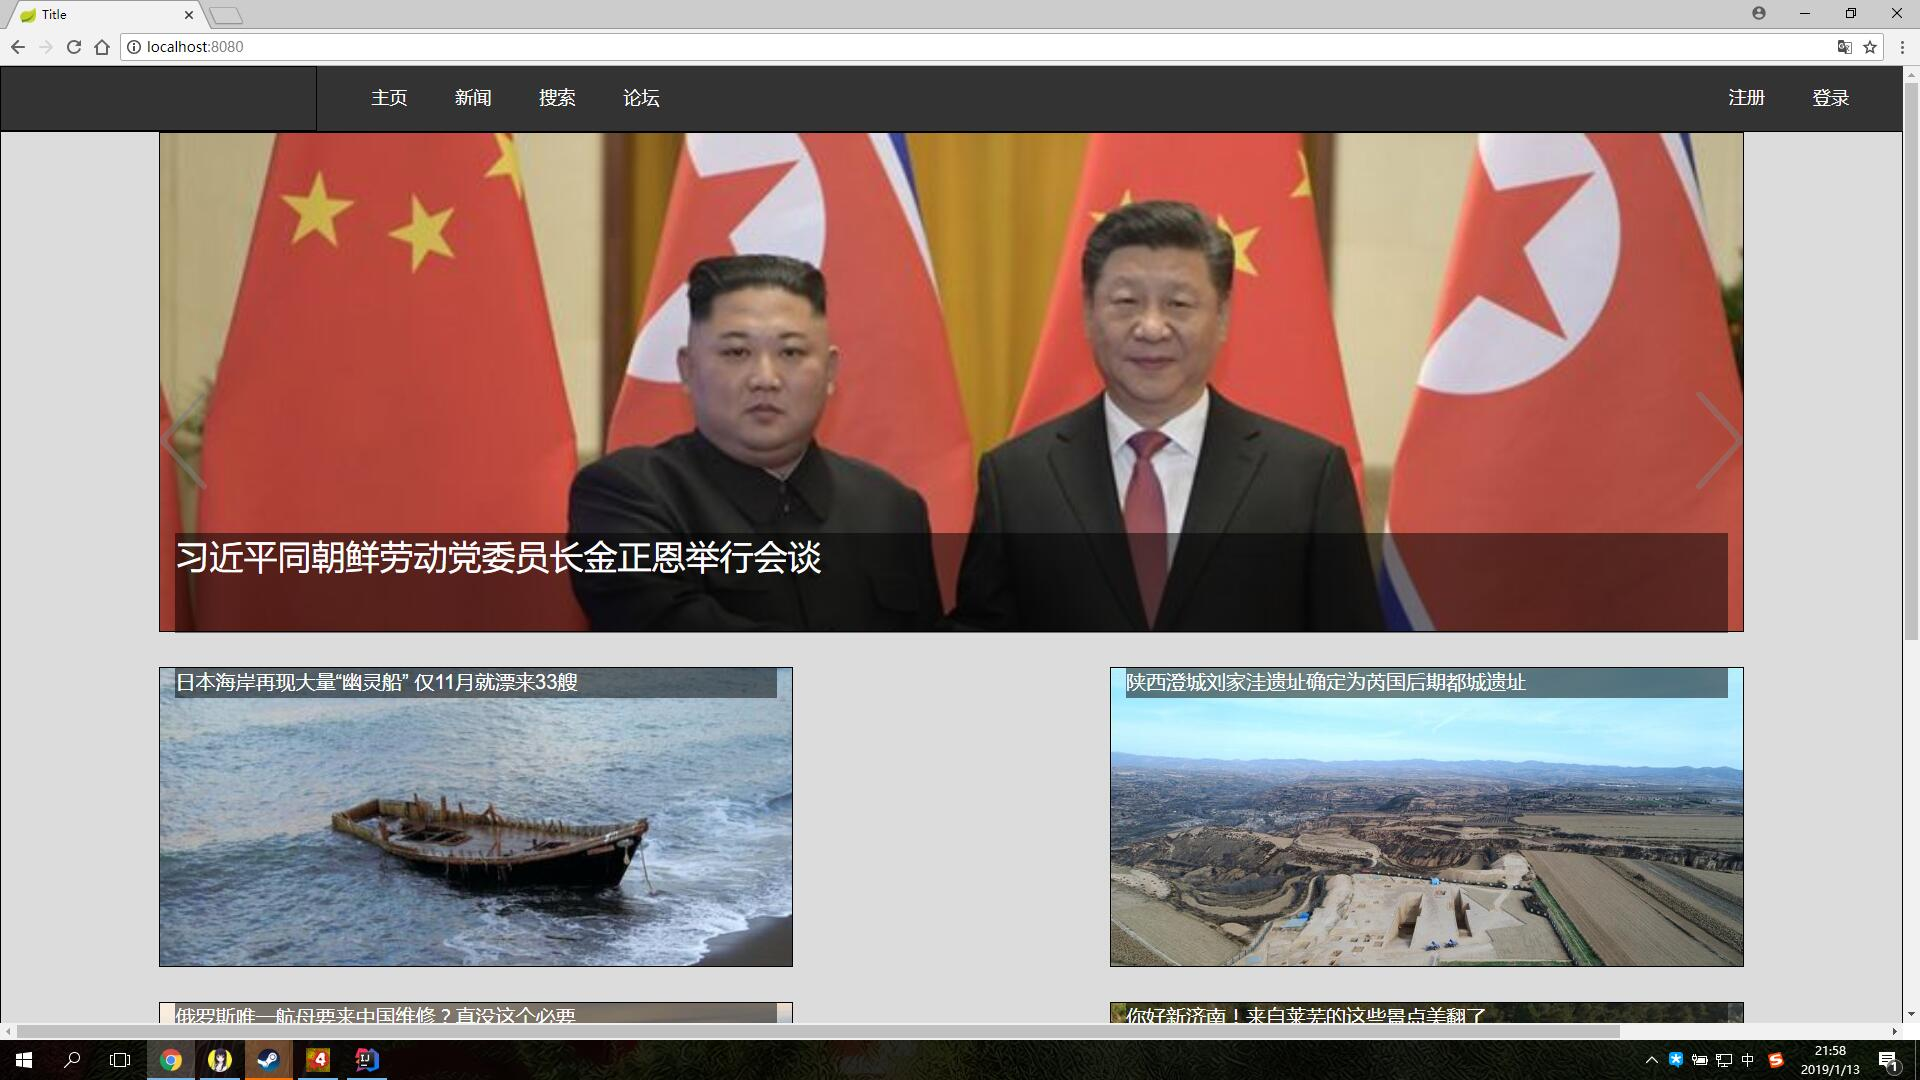 Title
localhost:8080
主页 新闻 搜索 论坛 注册 登录
习近平同朝鲜劳动党委员长金正恩举行会谈
日本海岸再现大量“幽灵船” 仅11月就漂来33艘
陕西澄城刘家洼遗址确定为芮国后期都城遗址
俄罗斯唯一航母要来中国维修？真没这个必要
你好新济南！来自莱芜的这些景点美翻了
中
21:58
2019/1/13
1